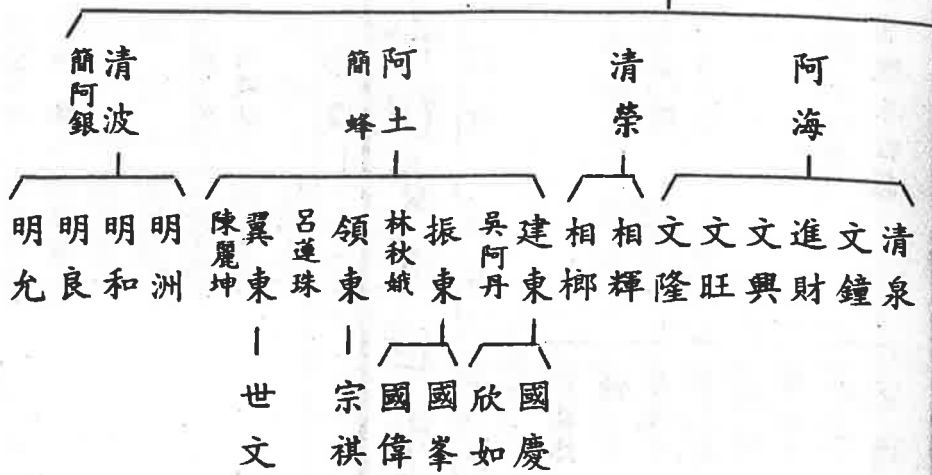 阿海
清榮
阿土
簡蜂
清波
簡阿銀
清泉
文鐘
進財
文興
文旺
文隆
相輝
相榔
建東
吳阿丹
振東
林秋娥
領東
呂蓮珠
翼東
陳麗坤
明洲
明和
明良
明允
國慶
欣如
國峯
國偉
宗祺
世文